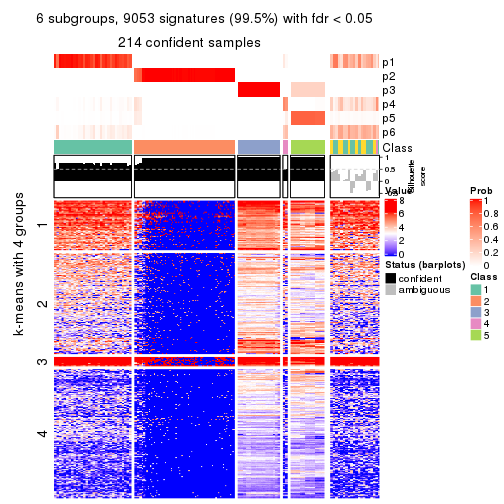 6 subgroups, 9053 signatures (99.5%) with fdr < 0.05
214 confident samples
p1
p2
p3
p4
p5
p6
Class
1
0.5
0
0.5
Silhouette
score
k-means with 4 groups
1
2
3
4
Value
8
6
4
2
0
Status (barplots)
confident
ambiguous
Prob
1
0.8
0.6
0.4
0.2
0
Class
1
2
3
4
5